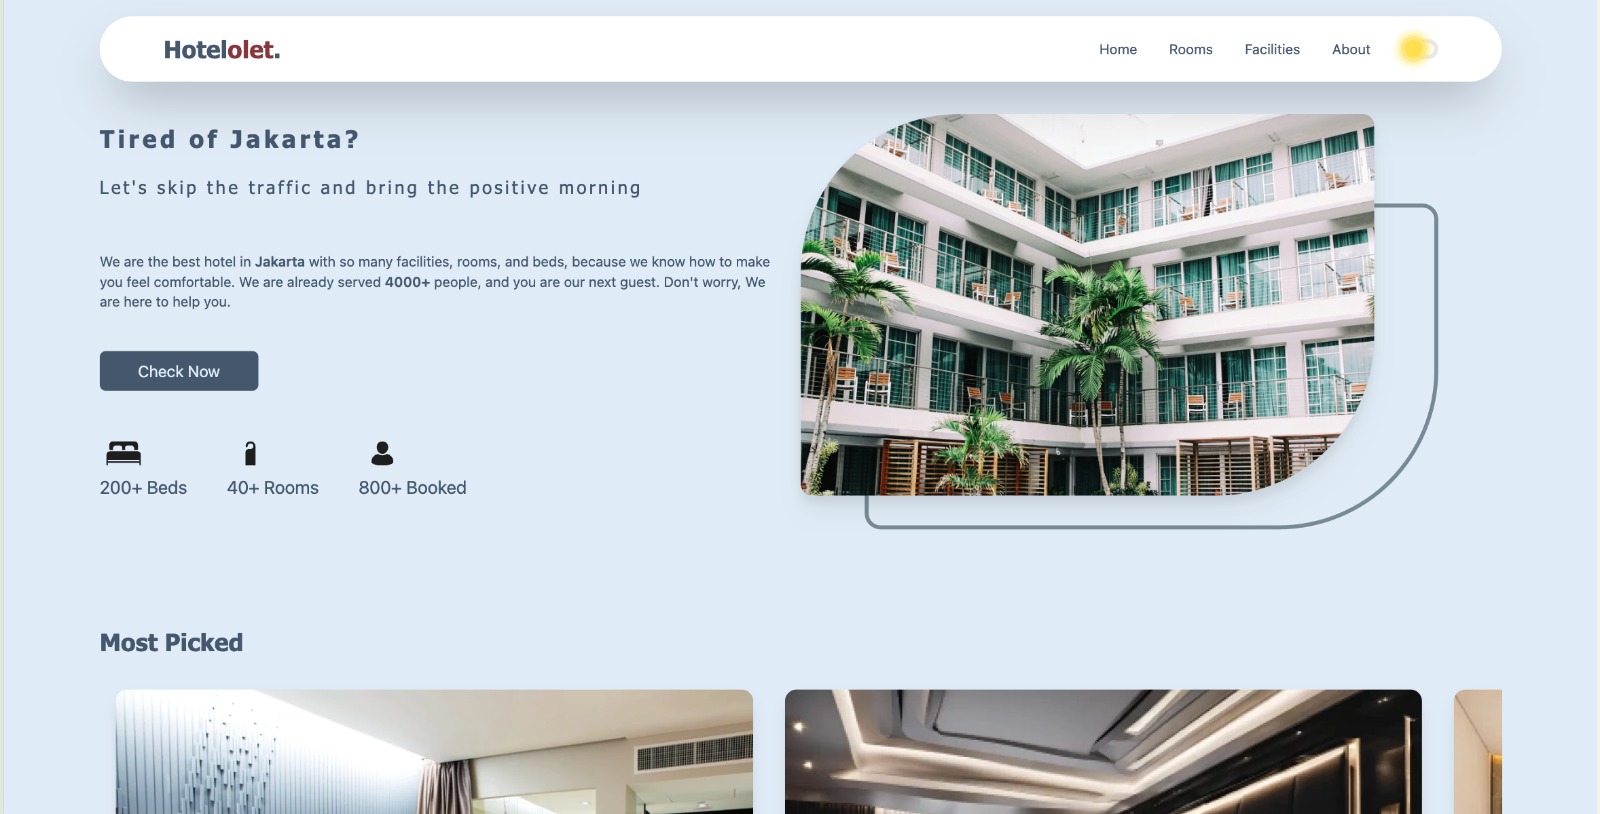 Hotelolet.
Home Rooms Facilities About
Tired of Jakarta?
Let's skip the traffic and bring the positive morning
We are the best hotel in Jakarta with so many facilities, rooms, and beds, because we know how to make
you feel comfortable. We are already served 4000+ people, and you are our next guest. Don't worry, We
are here to help you.
Check Now
200+ Beds 40+ Rooms 800+ Booked
Most Picked